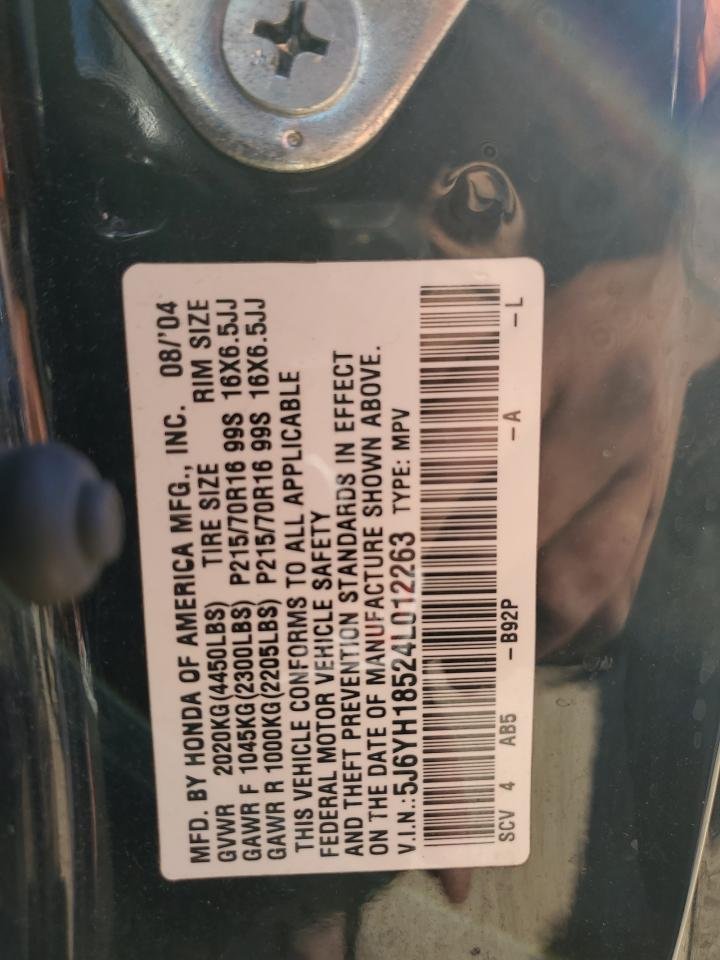 MFD. BY HONDA OF AMERICA MFG., INC. 08/'04
GVWR 2020KG(4450LBS) TIRE SIZE RIM SIZE
GAWR F 1045KG(2300LBS) P215/70R16 99S 16X6.5JJ
GAWR R 1000KG(2205LBS) P215/70R16 99S 16X6.5JJ
THIS VEHICLE CONFORMS TO ALL APPLICABLE
FEDERAL MOTOR VEHICLE SAFETY
AND THEFT PREVENTION STANDARDS IN EFFECT
ON THE DATE OF MANUFACTURE SHOWN ABOVE.
V.I.N.:5J6YH18524L012263 TYPE: MPV
SCV 4 AB5 -B92P -A -L